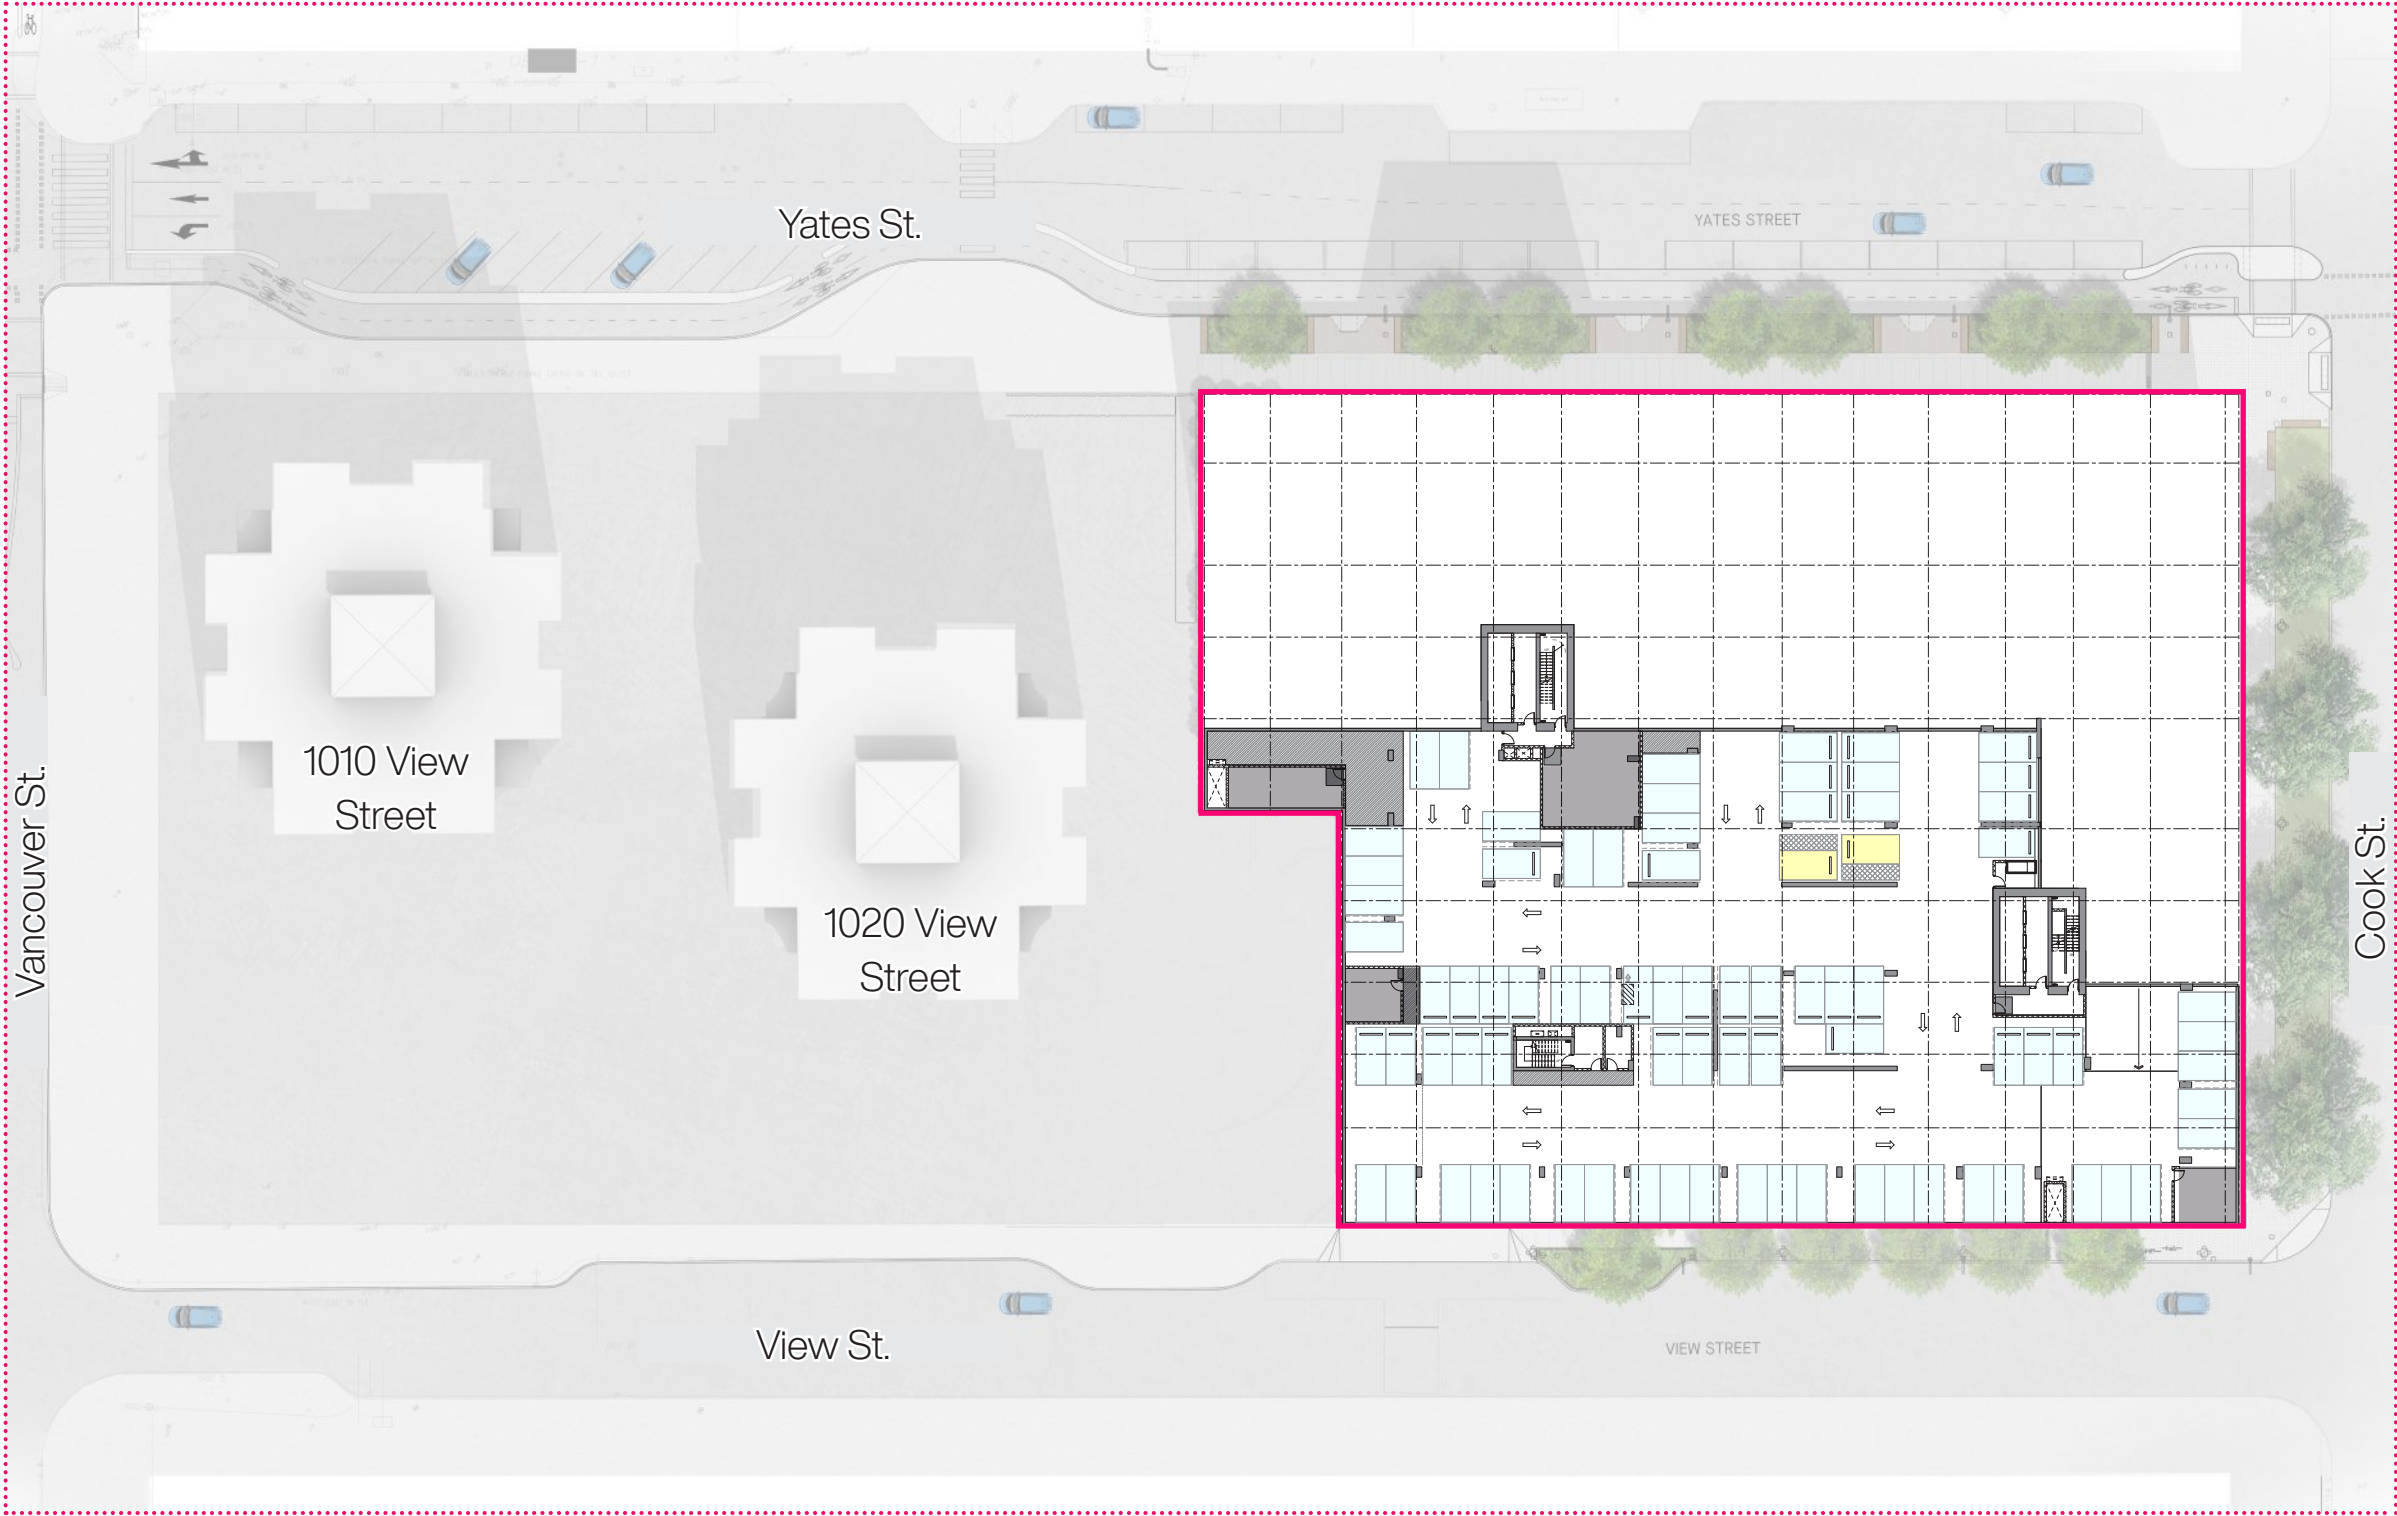 Yates St.
YATES STREET
1010 View
Street
1020 View
Street
Vancouver St.
Cook St.
View St.
VIEW STREET